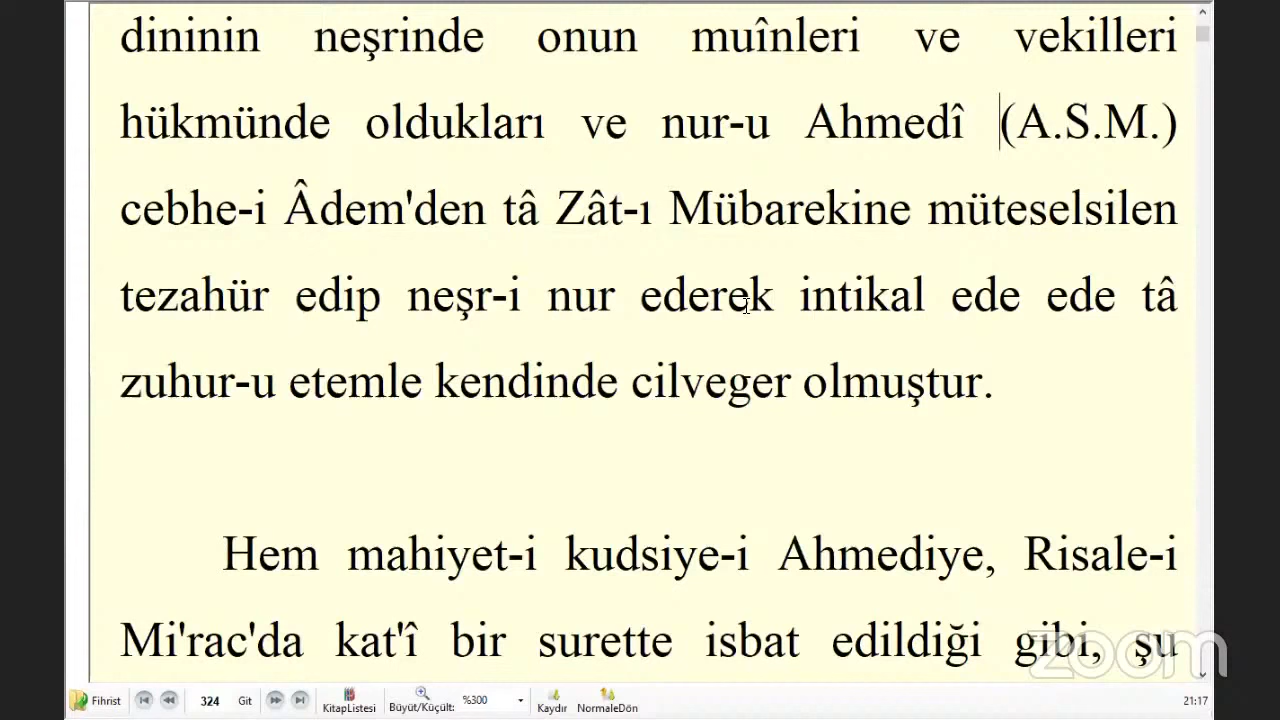 dininin neşrinde onun muînleri ve vekilleri
hükmünde oldukları ve nur-u Ahmedî (A.S.M.)
cebhe-i Âdem'den tâ Zât-ı Mübarekine müteselsilen
tezahür edip neşr-i nur ederek intikal ede ede tâ
zuhur-u etemle kendinde cilveger olmuştur.
Hem mahiyet-i kudsiye-i Ahmediye, Risale-i
Mi'rac'da kat'î bir surette isbat edildiği gibi, şu
zoom
Fihrist 324 Git KitapListesi Büyüt/Küçült: %300 Kaydır NormaleDön 21:17